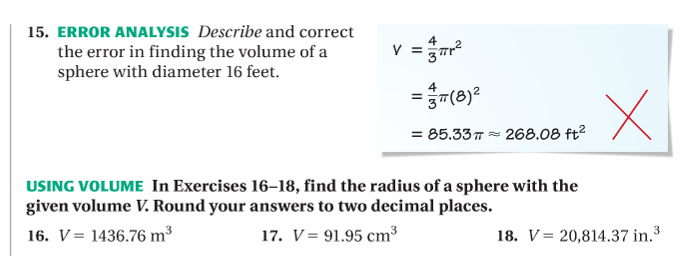 15. ERROR ANALYSIS Describe and correct
the error in finding the volume of a
sphere with diameter 16 feet.
V = 4/3 πr²
= 4/3 π(8)²
= 85.33π ≈ 268.08 ft²
USING VOLUME In Exercises 16–18, find the radius of a sphere with the
given volume V. Round your answers to two decimal places.
16. V = 1436.76 m³ 17. V = 91.95 cm³ 18. V = 20,814.37 in.³